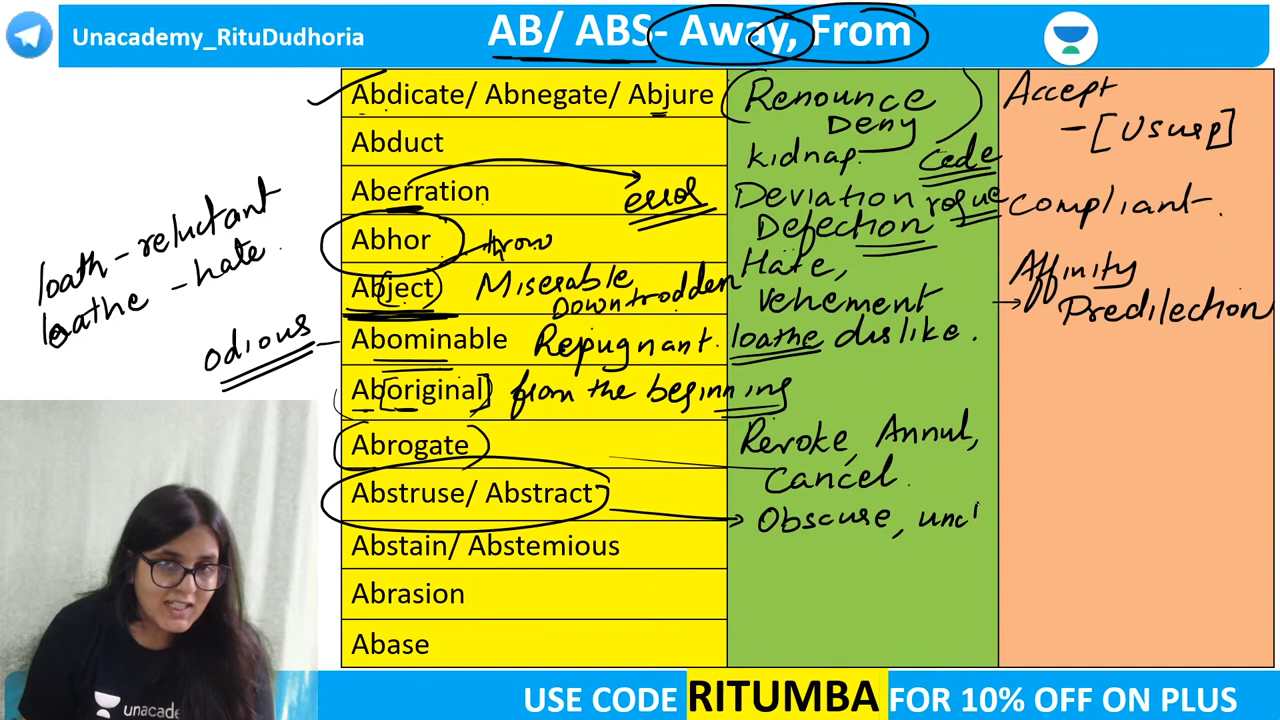 Unacademy_RituDudhoria
AB/ ABS- Away, From
Abdicate/ Abnegate/ Abjure
Renounce
Deny
Accept
- [Usurp]
Abduct
kidnap.
cede
Aberration
error
Deviation
Defection
compliant.
Abhor
throw
Hate,
vehement
loathe dislike.
Affinity
Predilection
Abject
Miserable
Downtrodden
Abominable
Repugnant.
odious
Aboriginal
from the beginning
Abrogate
Revoke, Annul,
Cancel.
Abstruse/ Abstract
Obscure,
Abstain/ Abstemious
Abrasion
Abase
loath - reluctant
loathe - hate
unacade
USE CODE RITUMBA FOR 10% OFF ON PLUS